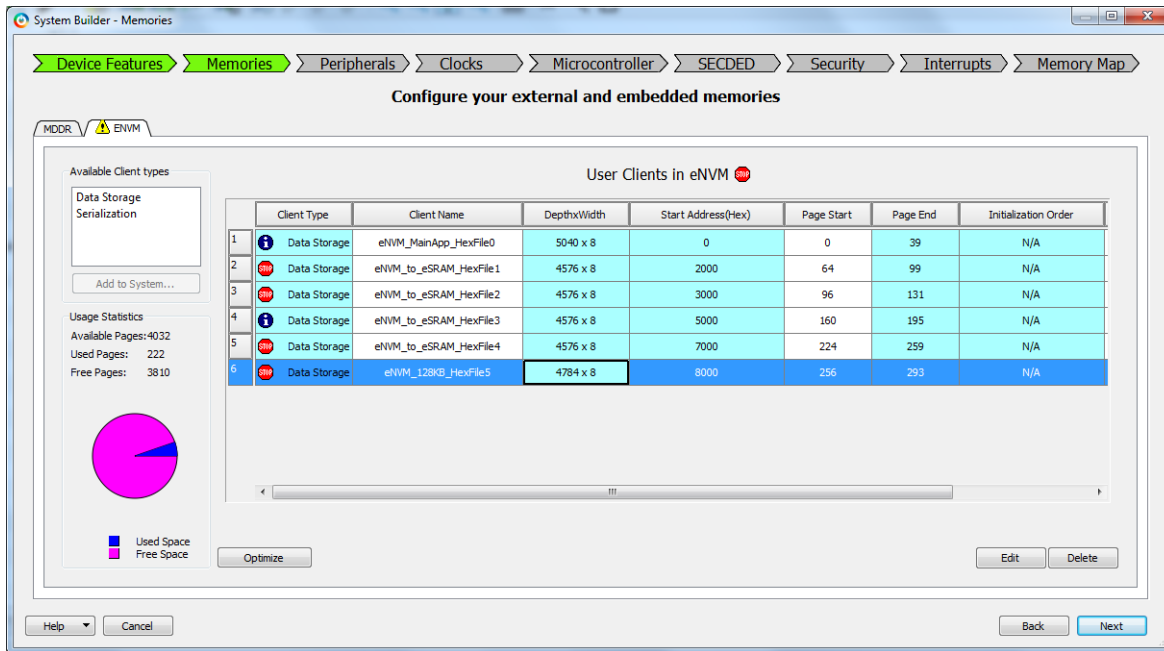 System Builder - Memories
Device Features Memories Peripherals Clocks Microcontroller SECDED Security Interrupts Memory Map
Configure your external and embedded memories
MDDR ENVM
Available Client types
Data Storage
Serialization
Add to System...
Usage Statistics
Available Pages:4032
Used Pages: 222
Free Pages: 3810
Used Space
Free Space
User Clients in eNVM STOP
Client Type Client Name DepthxWidth Start Address(Hex) Page Start Page End Initialization Order
1 i Data Storage eNVM_MainApp_HexFile0 5040 x 8 0 0 39 N/A
2 STOP Data Storage eNVM_to_eSRAM_HexFile1 4576 x 8 2000 64 99 N/A
3 STOP Data Storage eNVM_to_eSRAM_HexFile2 4576 x 8 3000 96 131 N/A
4 i Data Storage eNVM_to_eSRAM_HexFile3 4576 x 8 5000 160 195 N/A
5 STOP Data Storage eNVM_to_eSRAM_HexFile4 4576 x 8 7000 224 259 N/A
6 STOP Data Storage eNVM_128KB_HexFile5 4784 x 8 8000 256 293 N/A
Optimize Edit Delete
Help Cancel Back Next